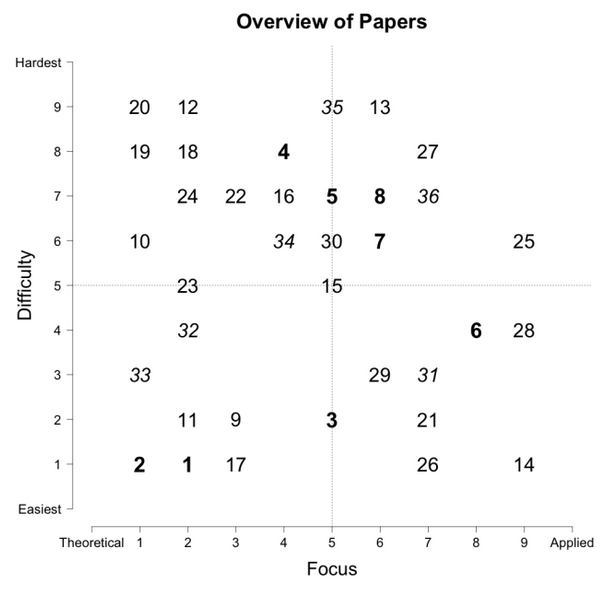 Overview of Papers
Hardest
9 20 12 35 13
8 19 18 4 27
7 24 22 16 5 8 36
6 10 34 30 7 25
5 23 15
4 32 6 28
3 33 29 31
2 11 9 3 21
1 2 1 17 26 14
Easiest
Difficulty
Theoretical 1 2 3 4 5 6 7 8 9 Applied
Focus